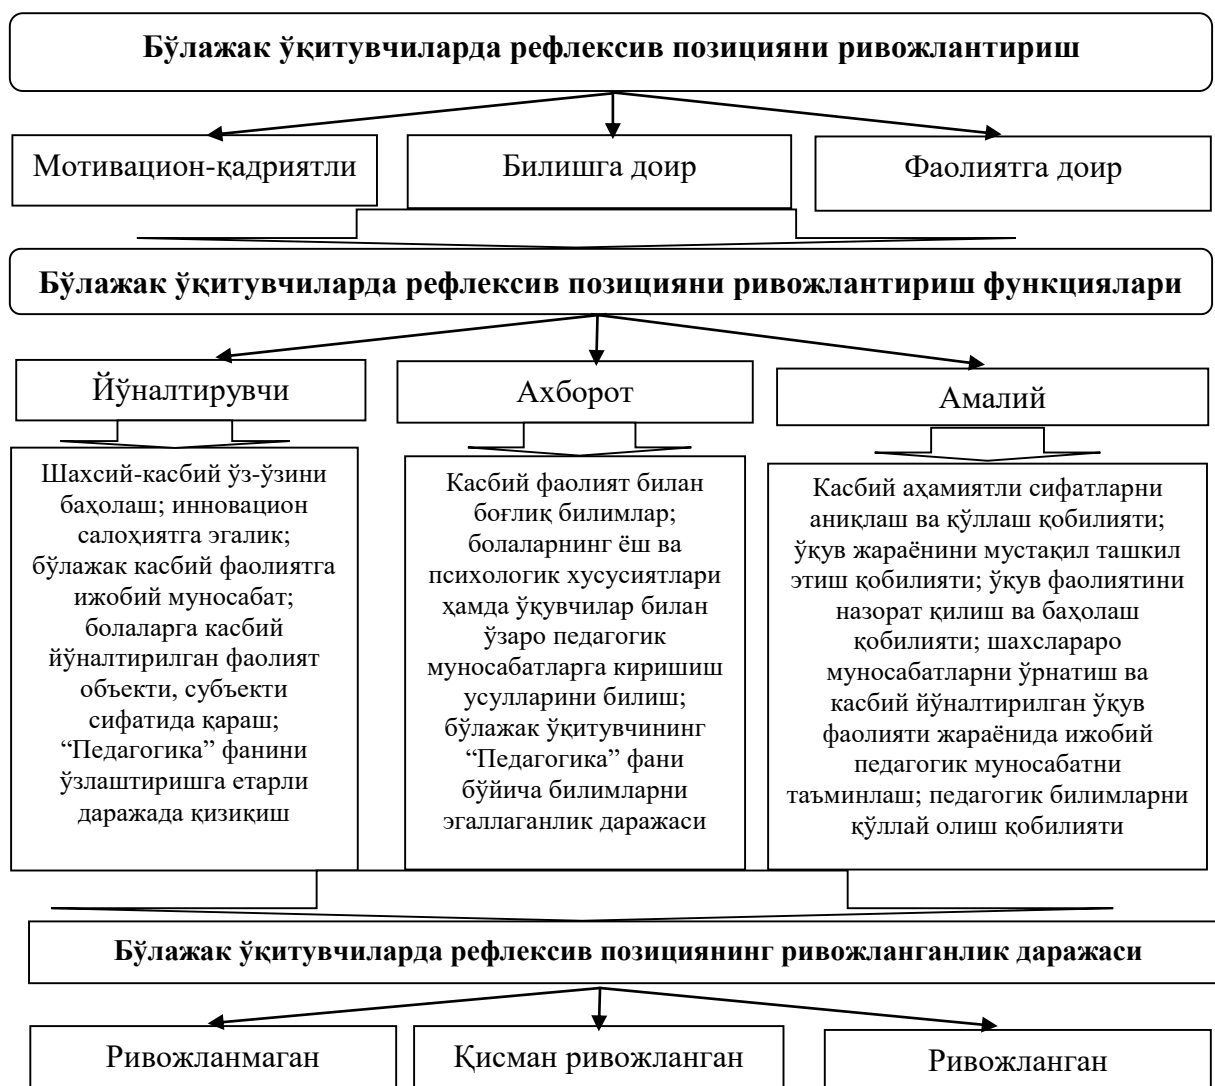 Бўлажак ўқитувчиларда рефлексив позицияни ривожлантириш
Мотивацион-қадриятли
Билишга доир
Фаолиятга доир
Бўлажак ўқитувчиларда рефлексив позицияни ривожлантириш функциялари
Йўналтирувчи
Ахборот
Амалий
Шахсий-касбий ўз-ўзини
баҳолаш; инновацион
салоҳиятга эгалик;
бўлажак касбий фаолиятга
ижобий муносабат;
болаларга касбий
йўналтирилган фаолият
объекти, субъекти
сифатида қараш;
“Педагогика” фанини
ўзлаштиришга етарли
даражада қизиқиш
Касбий фаолият билан
боғлиқ билимлар;
болаларнинг ёш ва
психологик хусусиятлари
ҳамда ўқувчилар билан
ўзаро педагогик
муносабатларга киришиш
усулларини билиш;
бўлажак ўқитувчининг
“Педагогика” фани
бўйича билимларни
эгаллаганлик даражаси
Касбий аҳамиятли сифатларни
аниқлаш ва қўллаш қобилияти;
ўқув жараёнини мустақил ташкил
этиш қобилияти; ўқув фаолиятини
назорат қилиш ва баҳолаш
қобилияти; шахслараро
муносабатларни ўрнатиш ва
касбий йўналтирилган ўқув
фаолияти жараёнида ижобий
педагогик муносабатни
таъминлаш; педагогик билимларни
қўллай олиш қобилияти
Бўлажак ўқитувчиларда рефлексив позициянинг ривожланганлик даражаси
Ривожланмаган
Қисман ривожланган
Ривожланган